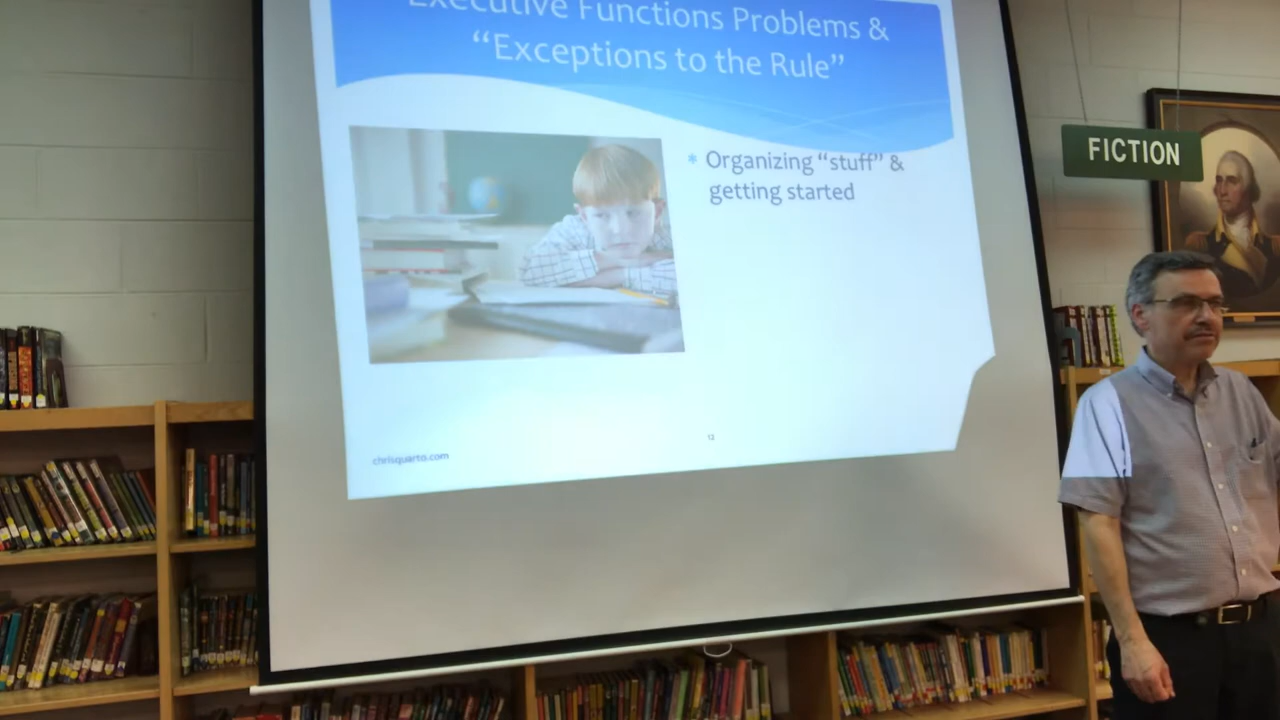 Executive Functions Problems &
“Exceptions to the Rule”
FICTION
* Organizing “stuff” &
getting started
12
chrisquarto.com